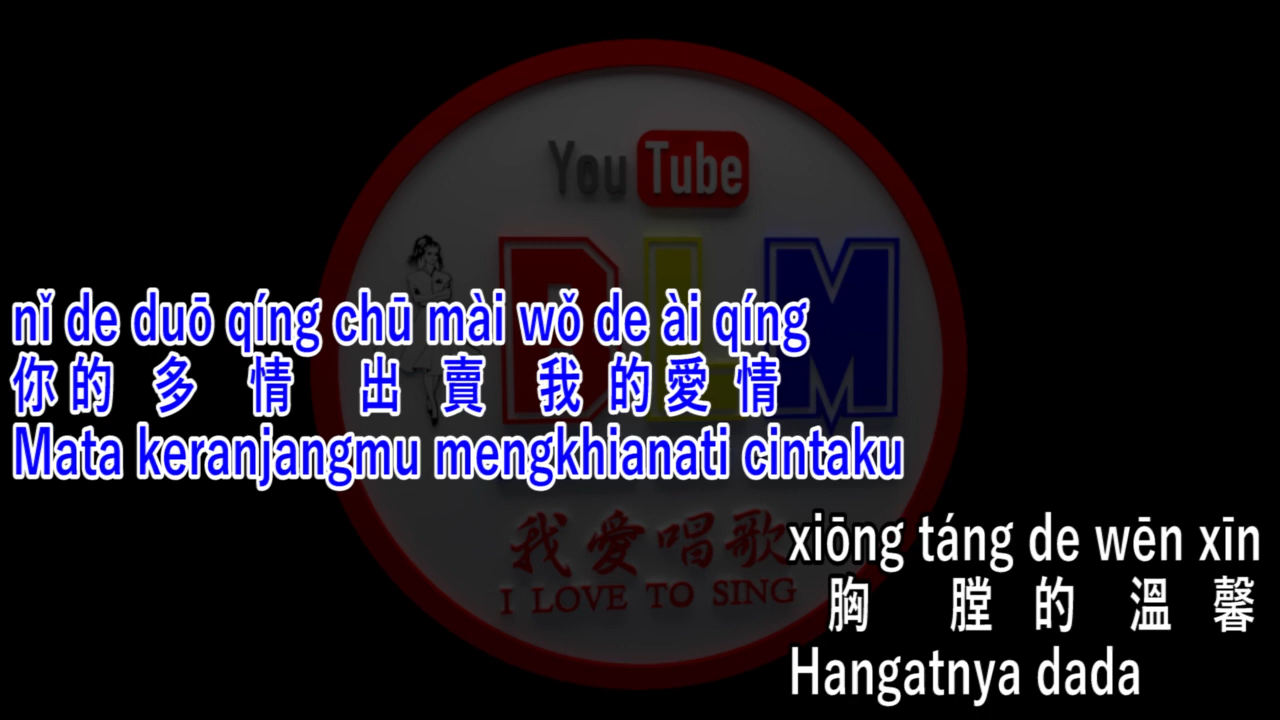 YouTube
DLM
nǐ de duō qíng chū mài wǒ de ài qíng
你的多情出賣我的愛情
Mata keranjangmu mengkhianati cintaku
我愛唱歌
I LOVE TO SING
xiōng táng de wēn xīn
胸膛的溫馨
Hangatnya dada